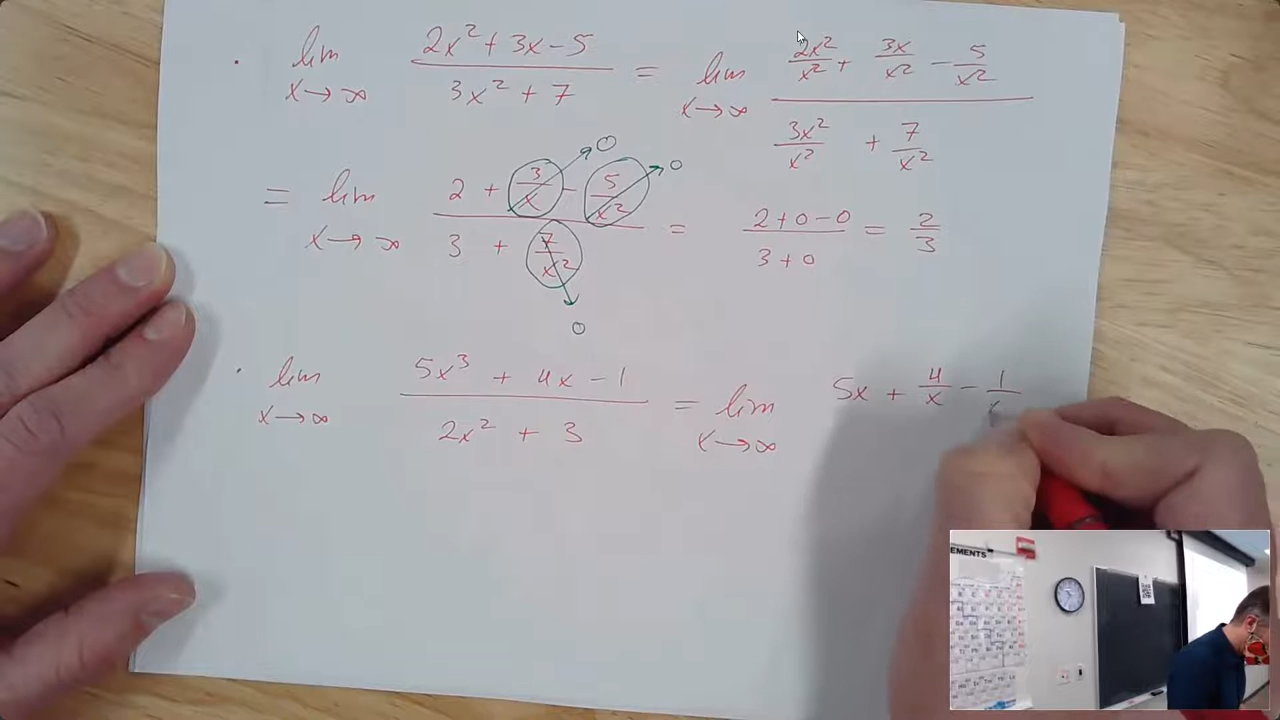 • lim x→∞ (2x² + 3x - 5)/(3x² + 7) = lim x→∞ (2x²/x² + 3x/x² - 5/x²)/(3x²/x² + 7/x²)
= lim x→∞ (2 + 3/x - 5/x²)/(3 + 7/x²) = (2+0-0)/(3+0) = 2/3
0 0
0
• lim x→∞ (5x³ + 4x - 1)/(2x² + 3) = lim x→∞ 5x + 4/x - 1/
EMENTS